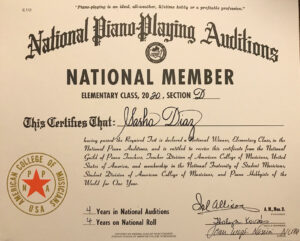 "Piano-playing is an ideal, all-weather, lifetime hobby or a profitable profession."
National Piano-Playing Auditions
NATIONAL MEMBER
ELEMENTARY CLASS, 2020, SECTION D
This Certifies That: Sasha Diaz
having passed the Required Test is declared a National Winner, Elementary Class, in the
National Piano Auditions, and is entitled to receive this certificate from the National
Guild of Piano Teachers, Teacher Division of American College of Musicians, United
States of America, and membership in the National Fraternity of Student Musicians,
Student Division of American College of Musicians, and Piano Hobbyists of the
World for One Year.
AMERICAN COLLEGE OF MUSICIANS
USA
N P A
4 Years in National Auditions
4 Years on National Roll
Irl Allison
A.M., Mus. D.